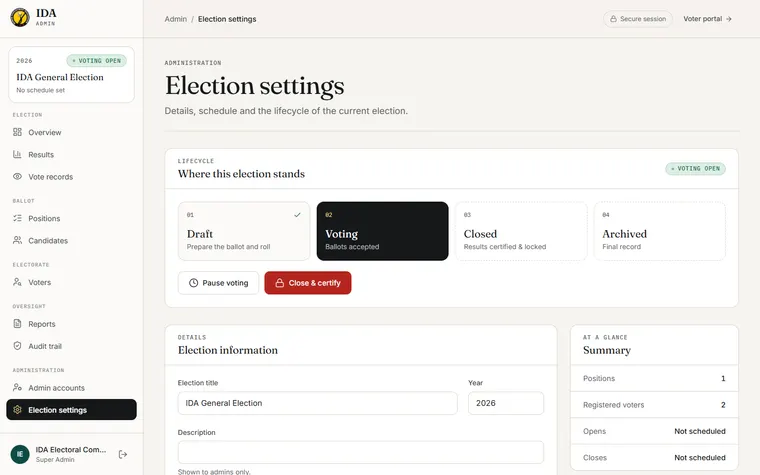 IDA
ADMIN
Admin / Election settings
Secure session
Voter portal →
2026
VOTING OPEN
IDA General Election
No schedule set
ELECTION
Overview
Results
Vote records
BALLOT
Positions
Candidates
ELECTORATE
Voters
OVERSIGHT
Reports
Audit trail
ADMINISTRATION
Admin accounts
Election settings
IE
IDA Electoral Com...
Super Admin
ADMINISTRATION
Election settings
Details, schedule and the lifecycle of the current election.
LIFECYCLE
Where this election stands
VOTING OPEN
01
Draft
Prepare the ballot and roll
02
Voting
Ballots accepted
03
Closed
Results certified & locked
04
Archived
Final record
Pause voting
Close & certify
DETAILS
Election information
Election title
IDA General Election
Year
2026
Description
Shown to admins only.
AT A GLANCE
Summary
Positions 1
Registered voters 2
Opens Not scheduled
Closes Not scheduled